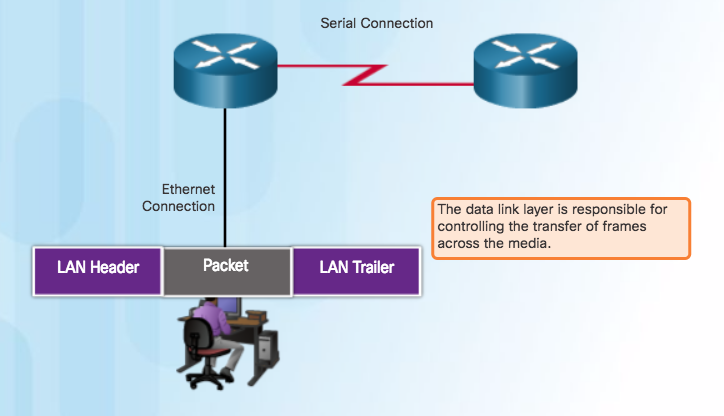 Serial Connection
Ethernet
Connection
The data link layer is responsible for
controlling the transfer of frames
across the media.
LAN Header
Packet
LAN Trailer